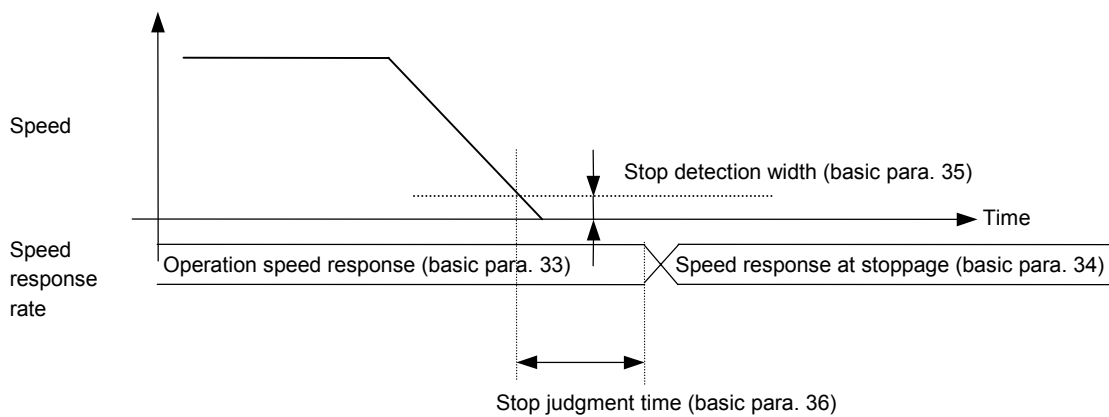 Speed
Stop detection width (basic para. 35)
Time
Speed
response
rate
Operation speed response (basic para. 33)
Speed response at stoppage (basic para. 34)
Stop judgment time (basic para. 36)